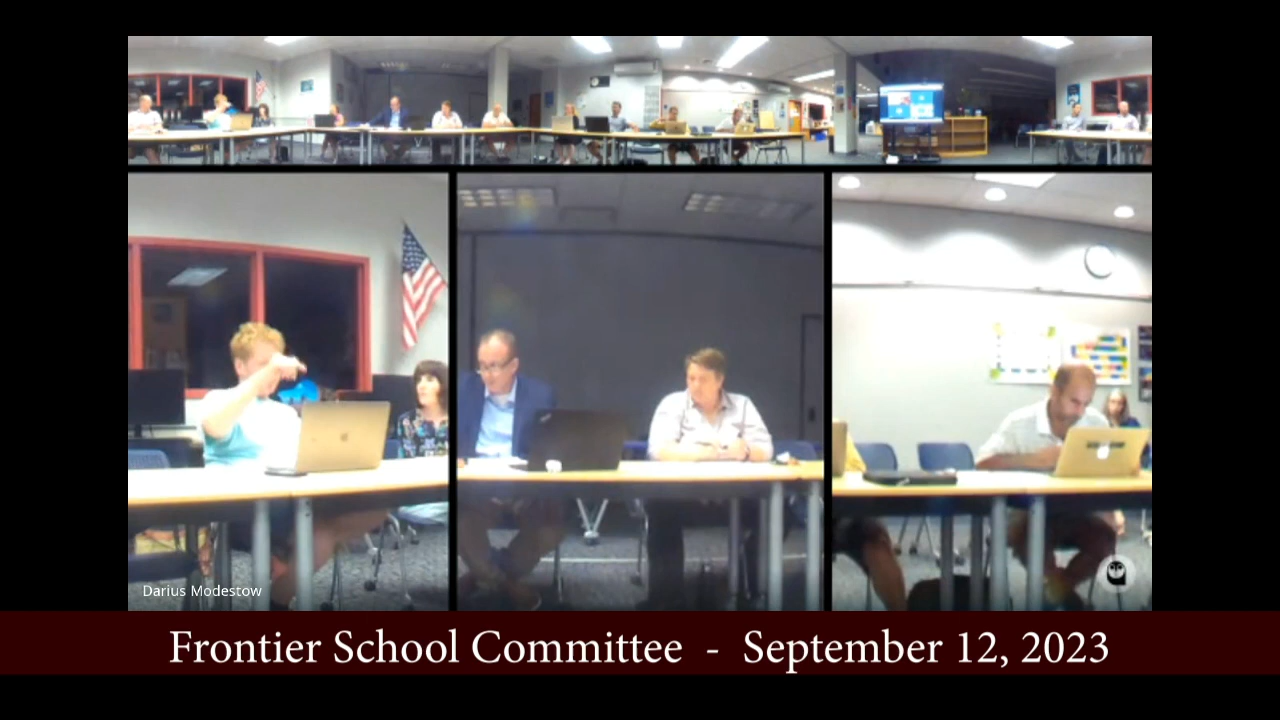 Darius Modestow
Frontier School Committee - September 12, 2023